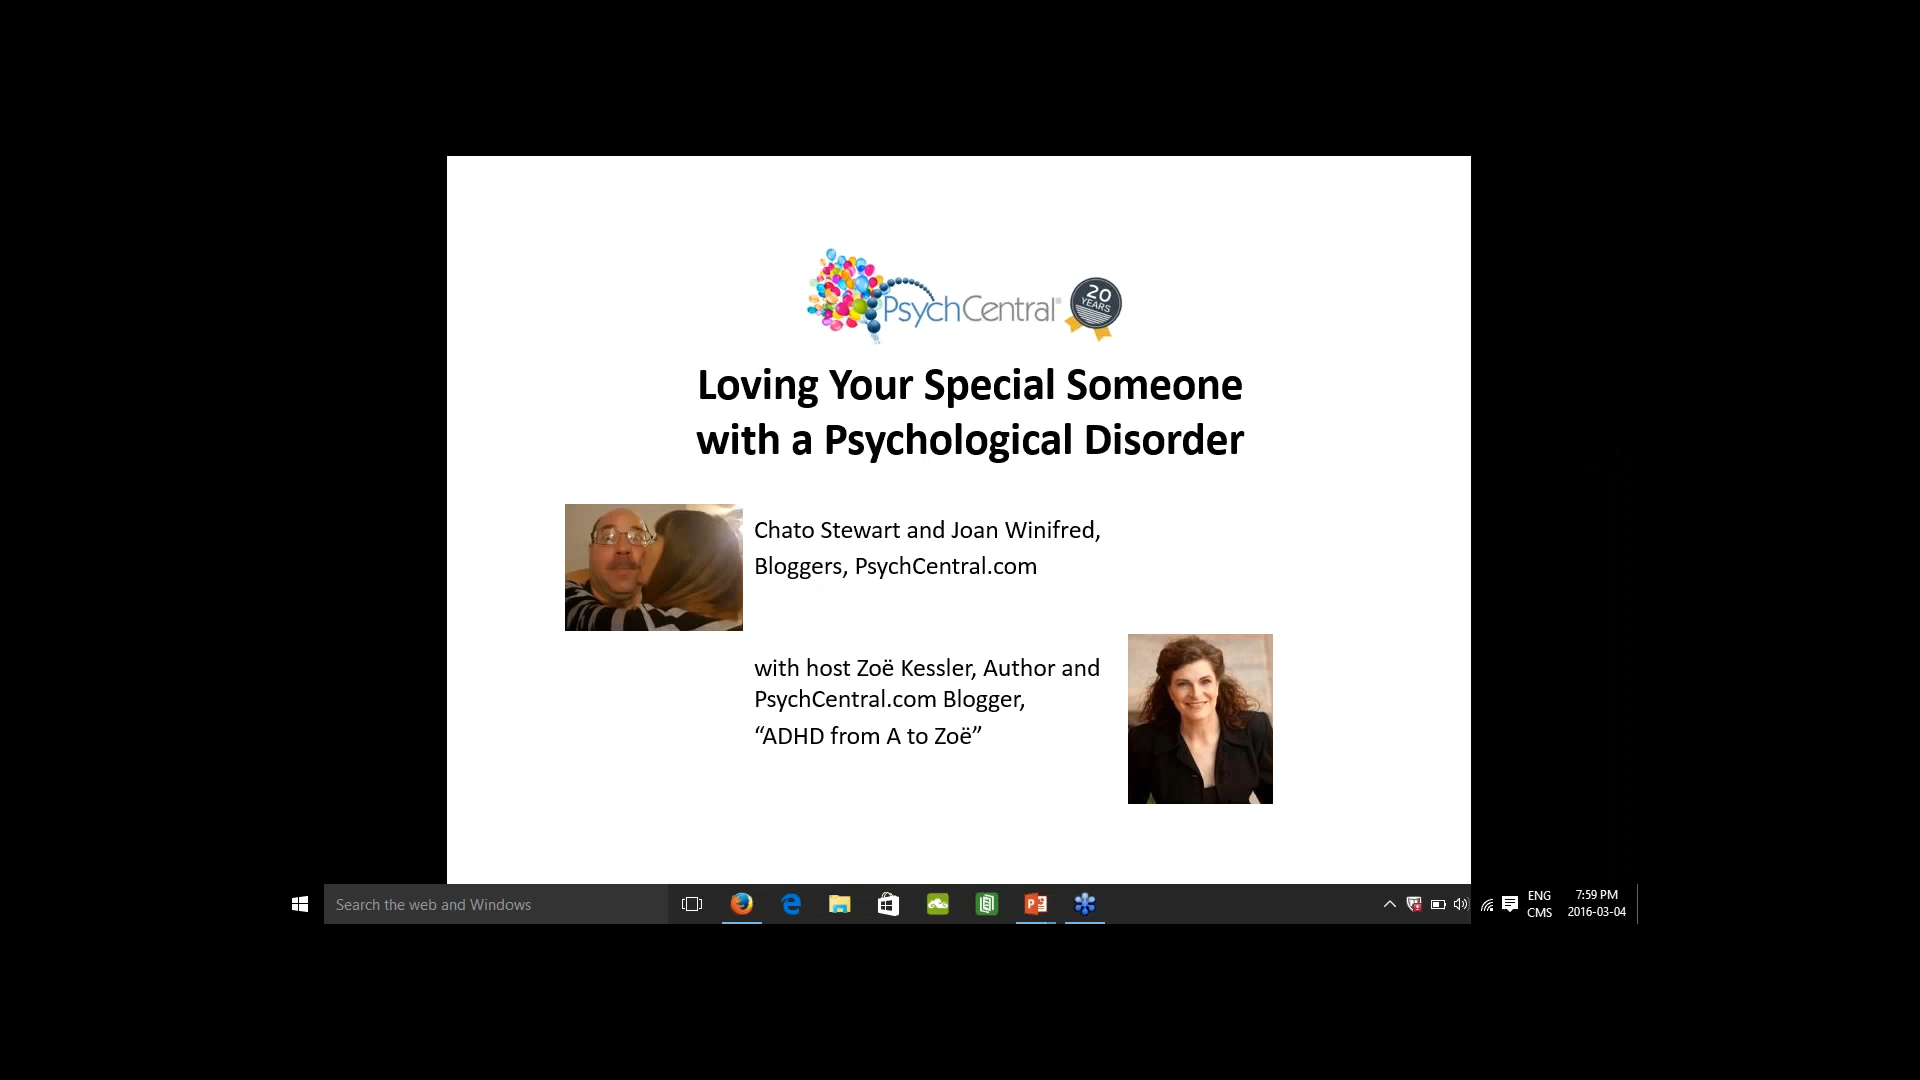 PsychCentral®
20
YEARS
Loving Your Special Someone
with a Psychological Disorder
Chato Stewart and Joan Winifred,
Bloggers, PsychCentral.com
with host Zoë Kessler, Author and
PsychCentral.com Blogger,
“ADHD from A to Zoë”
Search the web and Windows
ENG
CMS
7:59 PM
2016-03-04